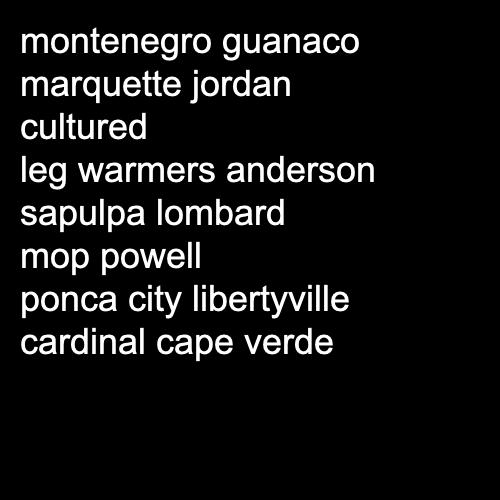 montenegro guanaco
marquette jordan
cultured
leg warmers anderson
sapulpa lombard
mop powell
ponca city libertyville
cardinal cape verde